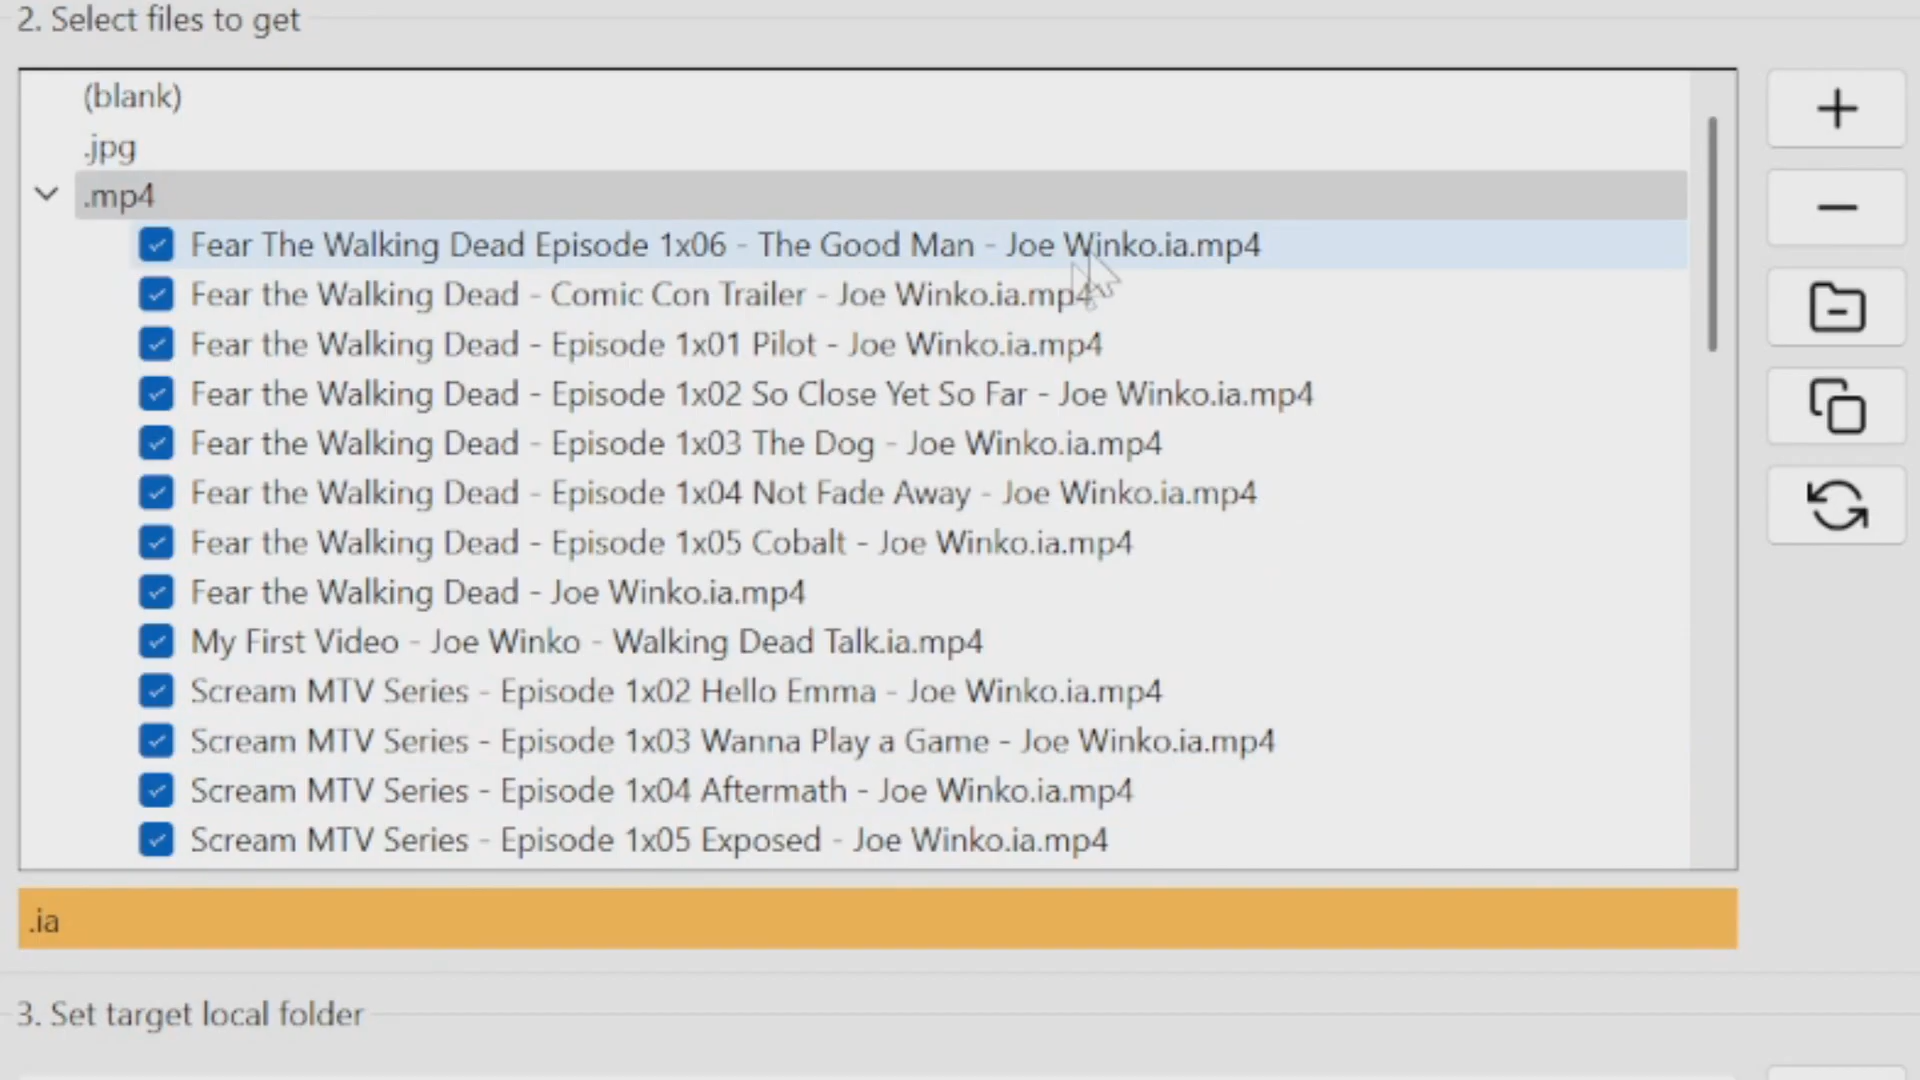 2. Select files to get
(blank)
.jpg
.mp4
Fear The Walking Dead Episode 1x06 - The Good Man - Joe Winko.ia.mp4
Fear the Walking Dead - Comic Con Trailer - Joe Winko.ia.mp4
Fear the Walking Dead - Episode 1x01 Pilot - Joe Winko.ia.mp4
Fear the Walking Dead - Episode 1x02 So Close Yet So Far - Joe Winko.ia.mp4
Fear the Walking Dead - Episode 1x03 The Dog - Joe Winko.ia.mp4
Fear the Walking Dead - Episode 1x04 Not Fade Away - Joe Winko.ia.mp4
Fear the Walking Dead - Episode 1x05 Cobalt - Joe Winko.ia.mp4
Fear the Walking Dead - Joe Winko.ia.mp4
My First Video - Joe Winko - Walking Dead Talk.ia.mp4
Scream MTV Series - Episode 1x02 Hello Emma - Joe Winko.ia.mp4
Scream MTV Series - Episode 1x03 Wanna Play a Game - Joe Winko.ia.mp4
Scream MTV Series - Episode 1x04 Aftermath - Joe Winko.ia.mp4
Scream MTV Series - Episode 1x05 Exposed - Joe Winko.ia.mp4
.ia
3. Set target local folder